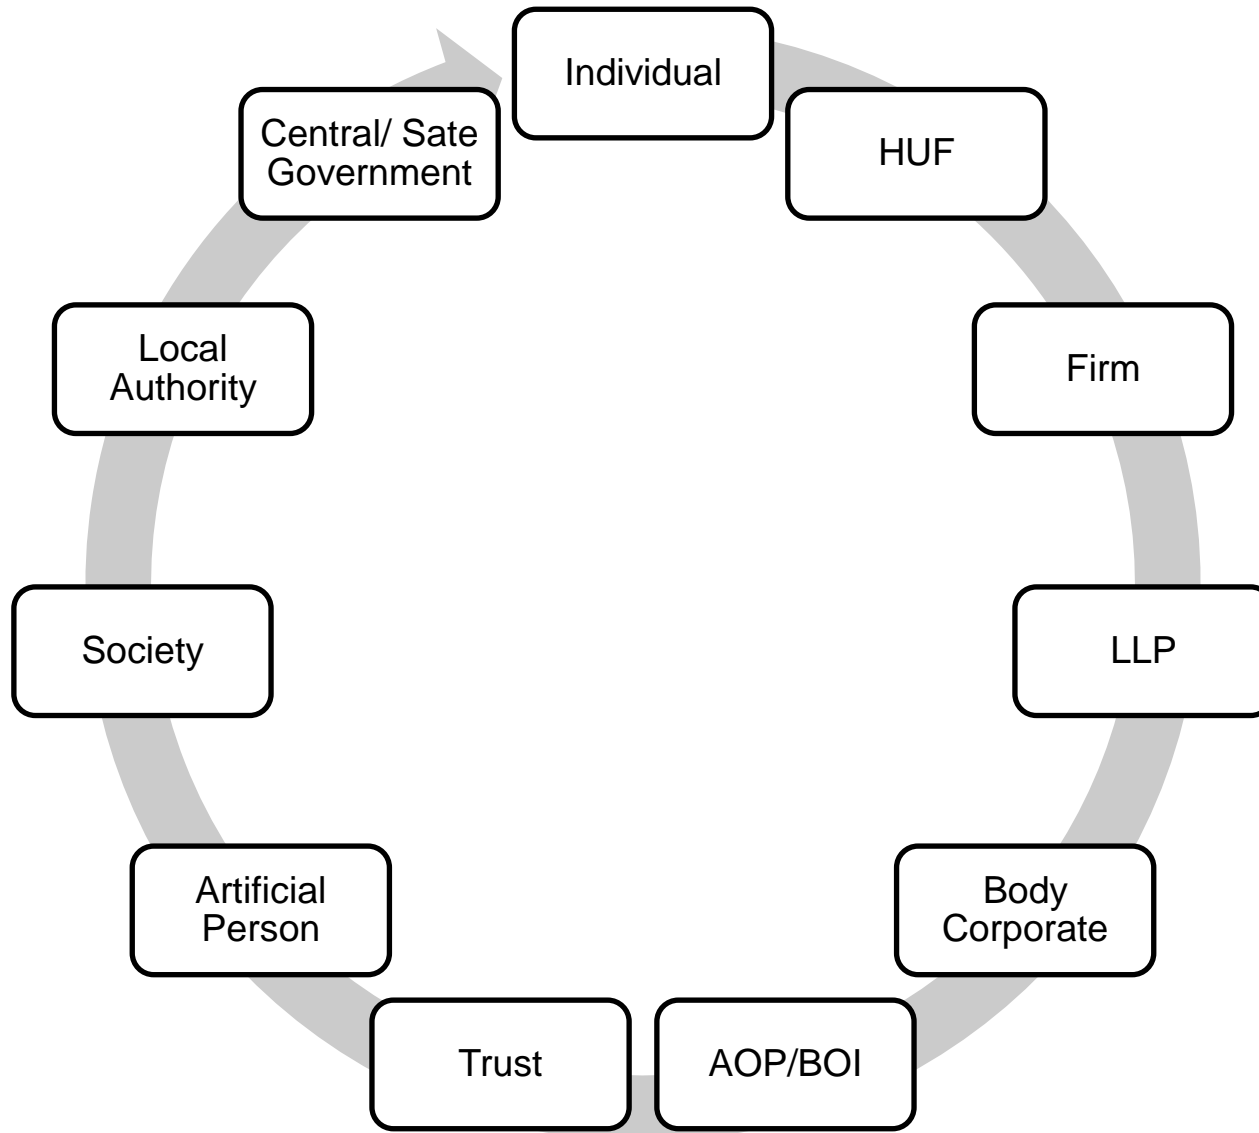 Individual
HUF
Firm
LLP
Body
Corporate
AOP/BOI
Trust
Artificial
Person
Society
Local
Authority
Central/ Sate
Government